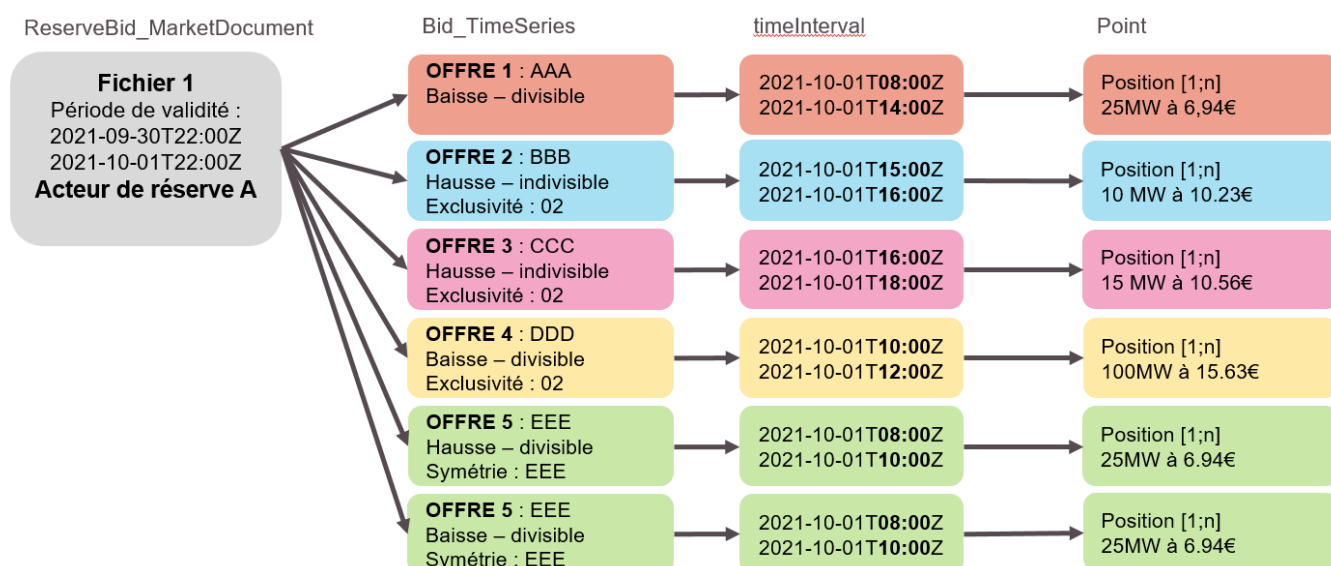 ReserveBid_MarketDocument
Bid_TimeSeries
timeInterval
Point
Fichier 1
Période de validité :
2021-09-30T22:00Z
2021-10-01T22:00Z
Acteur de réserve A
OFFRE 1 : AAA
Baisse – divisible
2021-10-01T08:00Z
2021-10-01T14:00Z
Position [1;n]
25MW à 6,94€
OFFRE 2 : BBB
Hausse – indivisible
Exclusivité : 02
2021-10-01T15:00Z
2021-10-01T16:00Z
Position [1;n]
10 MW à 10.23€
OFFRE 3 : CCC
Hausse – indivisible
Exclusivité : 02
2021-10-01T16:00Z
2021-10-01T18:00Z
Position [1;n]
15 MW à 10.56€
OFFRE 4 : DDD
Baisse – divisible
Exclusivité : 02
2021-10-01T10:00Z
2021-10-01T12:00Z
Position [1;n]
100MW à 15.63€
OFFRE 5 : EEE
Hausse – divisible
Symétrie : EEE
2021-10-01T08:00Z
2021-10-01T10:00Z
Position [1;n]
25MW à 6.94€
OFFRE 5 : EEE
Baisse – divisible
Symétrie : EEE
2021-10-01T08:00Z
2021-10-01T10:00Z
Position [1;n]
25MW à 6.94€